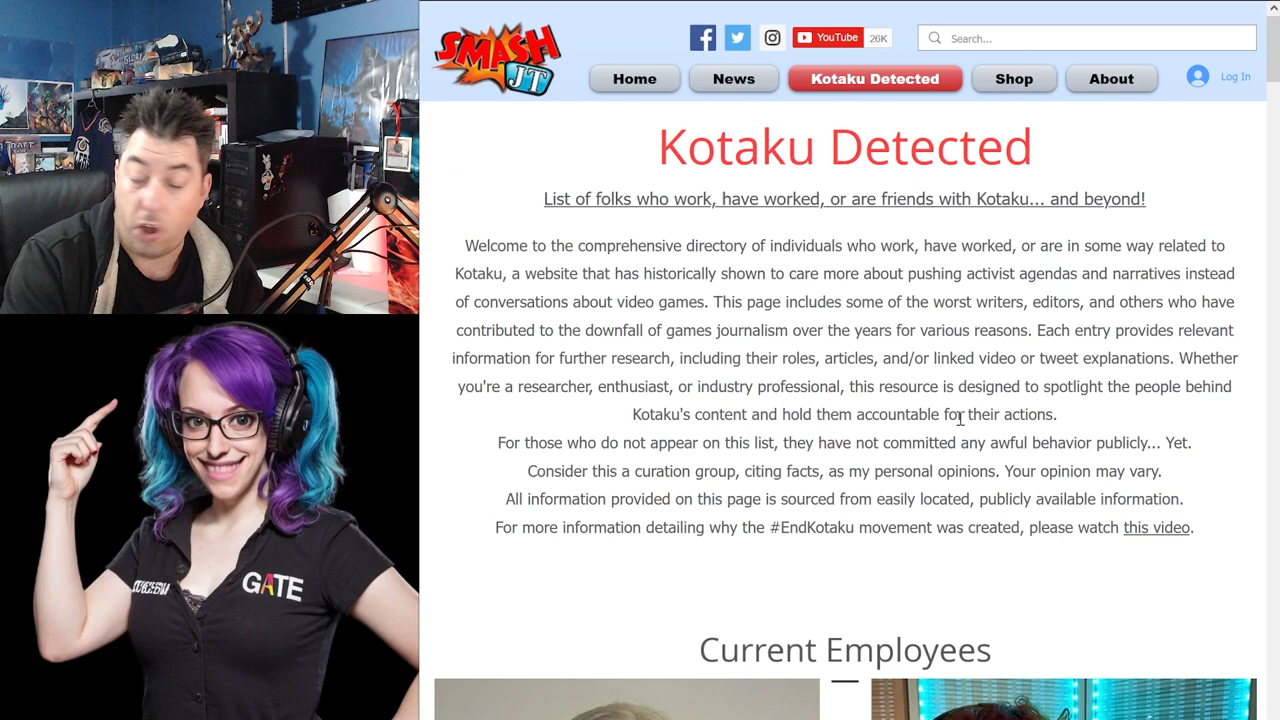 SMASH
JT
YouTube 26K
Search...
Home
News
Kotaku Detected
Shop
About
Log In
Kotaku Detected
List of folks who work, have worked, or are friends with Kotaku... and beyond!
Welcome to the comprehensive directory of individuals who work, have worked, or are in some way related to
Kotaku, a website that has historically shown to care more about pushing activist agendas and narratives instead
of conversations about video games. This page includes some of the worst writers, editors, and others who have
contributed to the downfall of games journalism over the years for various reasons. Each entry provides relevant
information for further research, including their roles, articles, and/or linked video or tweet explanations. Whether
you're a researcher, enthusiast, or industry professional, this resource is designed to spotlight the people behind
Kotaku's content and hold them accountable for their actions.
For those who do not appear on this list, they have not committed any awful behavior publicly... Yet.
Consider this a curation group, citing facts, as my personal opinions. Your opinion may vary.
All information provided on this page is sourced from easily located, publicly available information.
For more information detailing why the #EndKotaku movement was created, please watch this video.
GATE
Current Employees